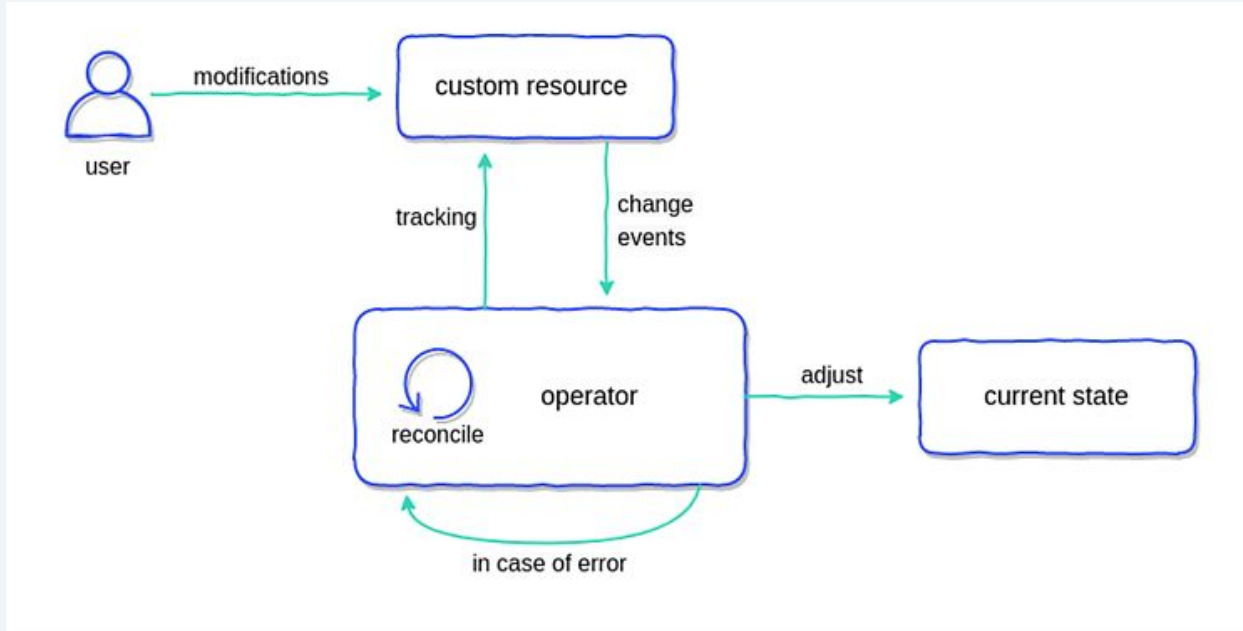 modifications
custom resource
user
tracking
change
events
reconcile
operator
adjust
current state
in case of error